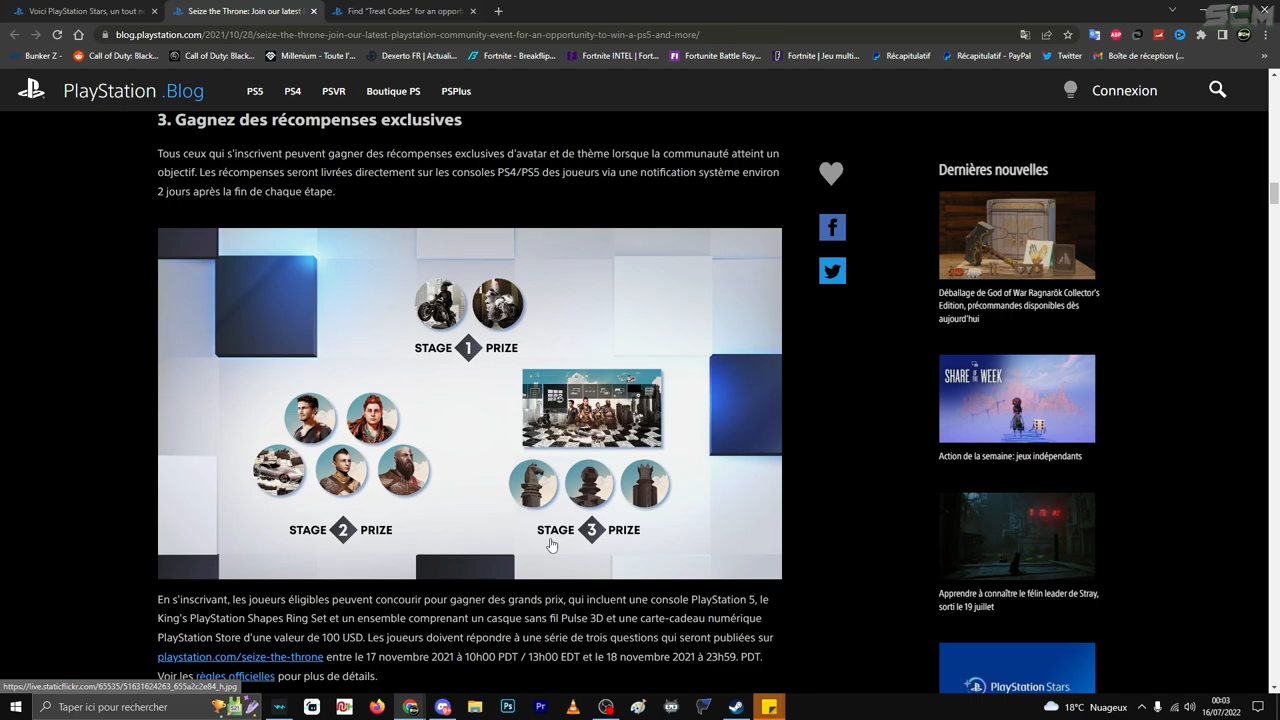 Voici PlayStation Stars, un tout n
Seize the Throne: Join our latest
Find “Treat Codes” for an opport
SCM
blog.playstation.com/2021/10/28/seize-the-throne-join-our-latest-playstation-community-event-for-an-opportunity-to-win-a-ps5-and-more/
Bunker Z - Call of D...
Call of Duty: Black...
Call of Duty: Black...
Millenium - Toute l'i...
Dexerto FR | Actuali...
Fortnite - Breakflip...
Fortnite INTEL | Fort...
Fortnite Battle Roy...
Fortnite | Jeu multi...
Récapitulatif
Récapitulatif - PayPal
Twitter
Boîte de réception (...
»
PlayStation.Blog
PS5
PS4
PSVR
Boutique PS
PSPlus
Connexion
3. Gagnez des récompenses exclusives
Tous ceux qui s'inscrivent peuvent gagner des récompenses exclusives d'avatar et de thème lorsque la communauté atteint un
objectif. Les récompenses seront livrées directement sur les consoles PS4/PS5 des joueurs via une notification système environ
2 jours après la fin de chaque étape.
STAGE 1 PRIZE
STAGE 2 PRIZE
STAGE 3 PRIZE
En s'inscrivant, les joueurs éligibles peuvent concourir pour gagner des grands prix, qui incluent une console PlayStation 5, le
King's PlayStation Shapes Ring Set et un ensemble comprenant un casque sans fil Pulse 3D et une carte-cadeau numérique
PlayStation Store d'une valeur de 100 USD. Les joueurs doivent répondre à une série de trois questions qui seront publiées sur
playstation.com/seize-the-throne entre le 17 novembre 2021 à 10h00 PDT / 13h00 EDT et le 18 novembre 2021 à 23h59. PDT.
Voir les règles officielles pour plus de détails.
Dernières nouvelles
Déballage de God of War Ragnarök Collector's
Edition, précommandes disponibles dès
aujourd'hui
SHARE OF THE WEEK
Action de la semaine: jeux indépendants
Apprendre à connaître le félin leader de Stray,
sorti le 19 juillet
PlayStation Stars
https://live.staticflickr.com/65535/51631624263_655a2c2e84_h.jpg
Taper ici pour rechercher
18°C Nuageux
00:03
16/07/2022